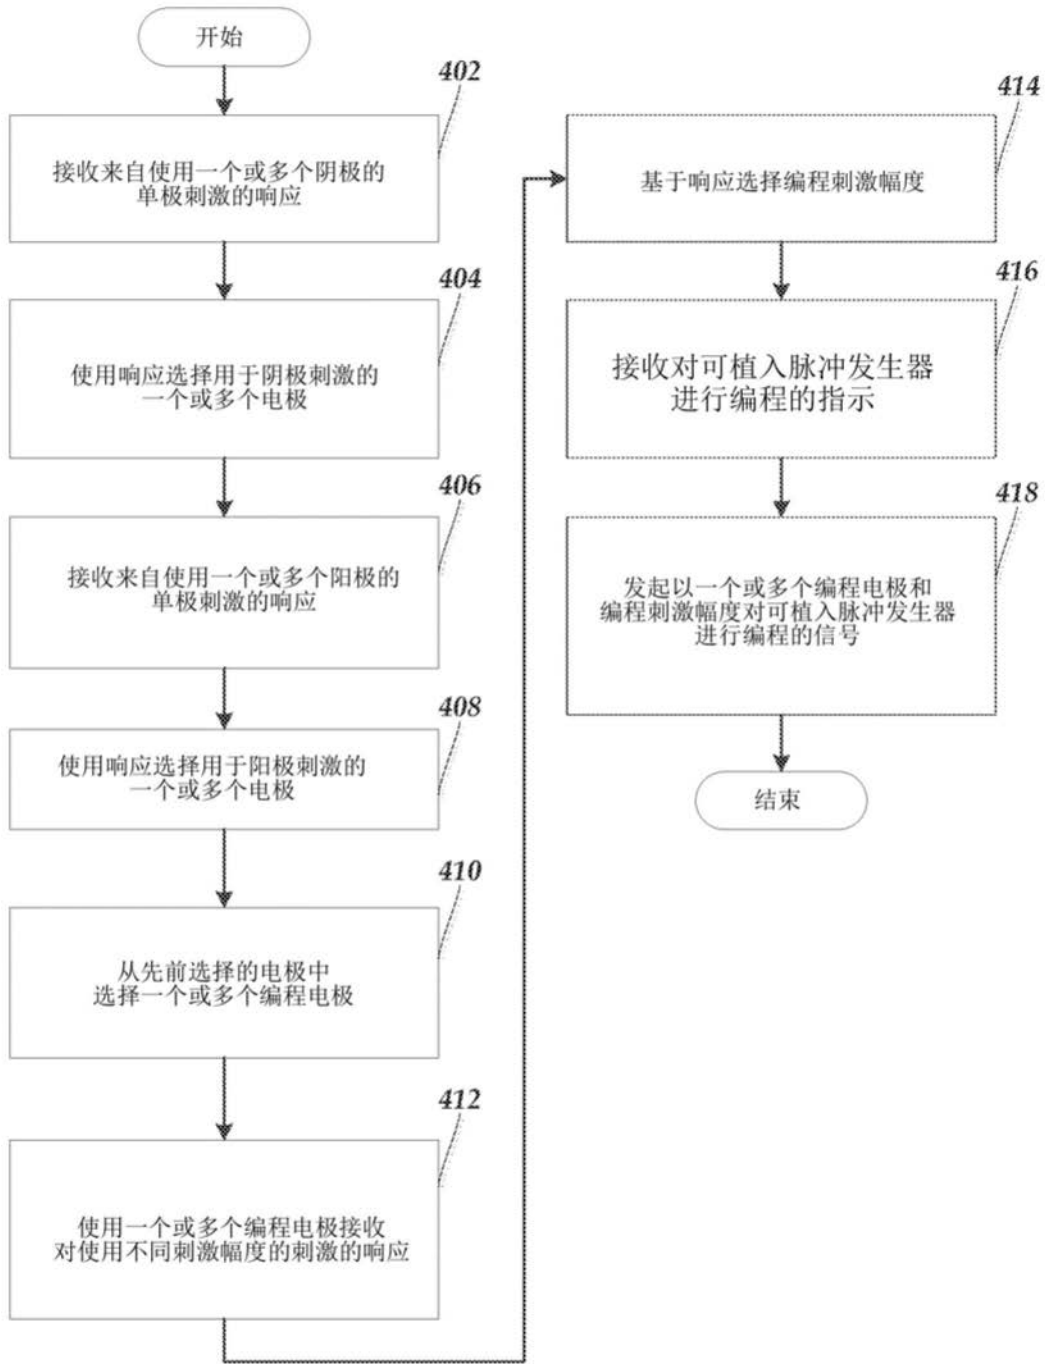 开始
402
接收来自使用一个或多个阴极的
单极刺激的响应
404
使用响应选择用于阴极刺激的
一个或多个电极
406
接收来自使用一个或多个阳极的
单极刺激的响应
408
使用响应选择用于阳极刺激的
一个或多个电极
410
从先前选择的电极中
选择一个或多个编程电极
412
使用一个或多个编程电极接收
对使用不同刺激幅度的刺激的响应
414
基于响应选择编程刺激幅度
416
接收对可植入脉冲发生器
进行编程的指示
418
发起以一个或多个编程电极和
编程刺激幅度对可植入脉冲发生器
进行编程的信号
结束